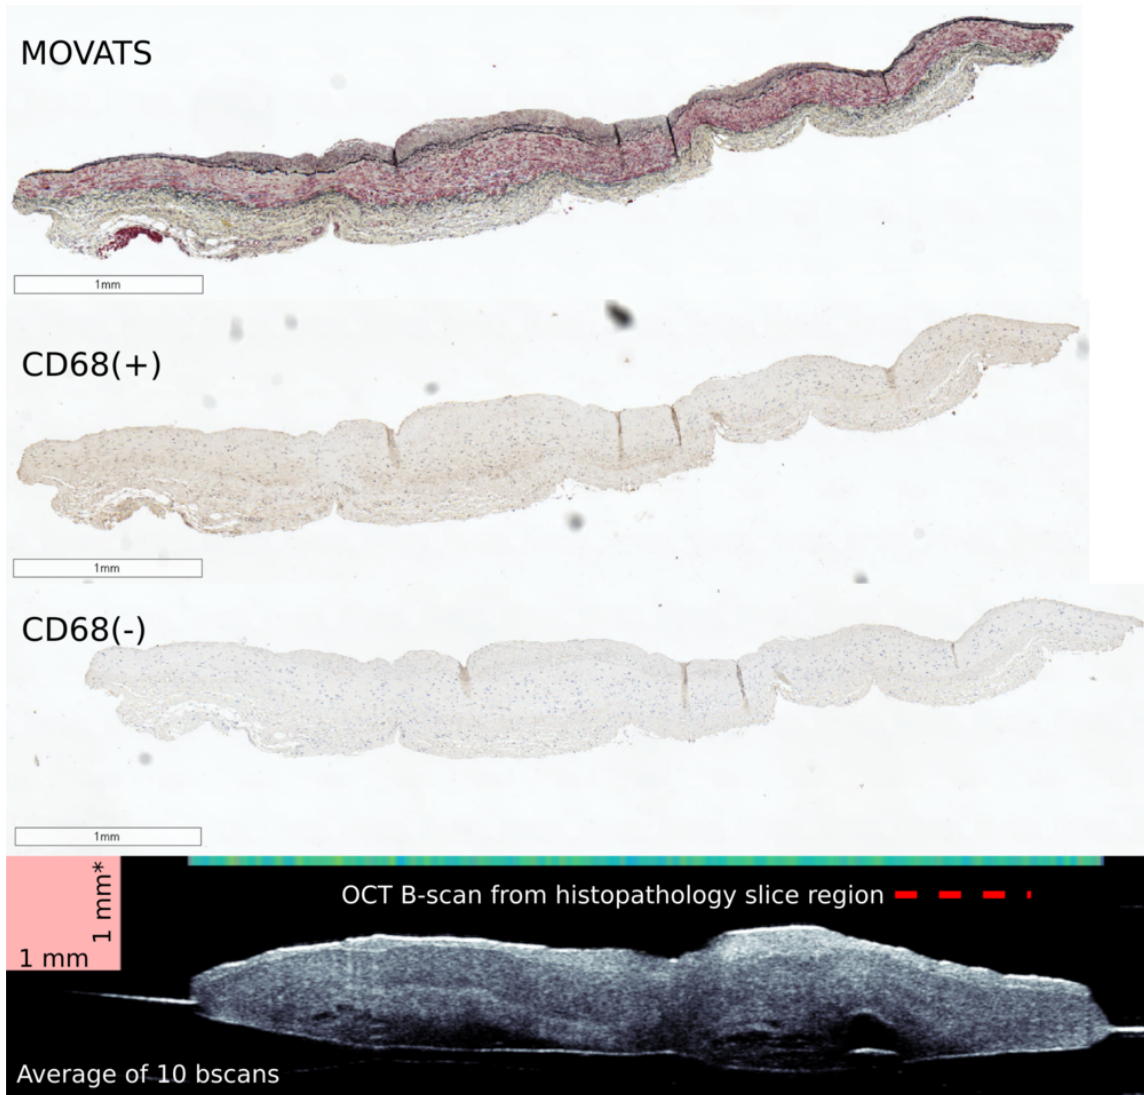 MOVATS
1mm
CD68(+)
1mm
CD68(-)
1mm
OCT B-scan from histopathology slice region
1 mm*
1 mm
Average of 10 bscans